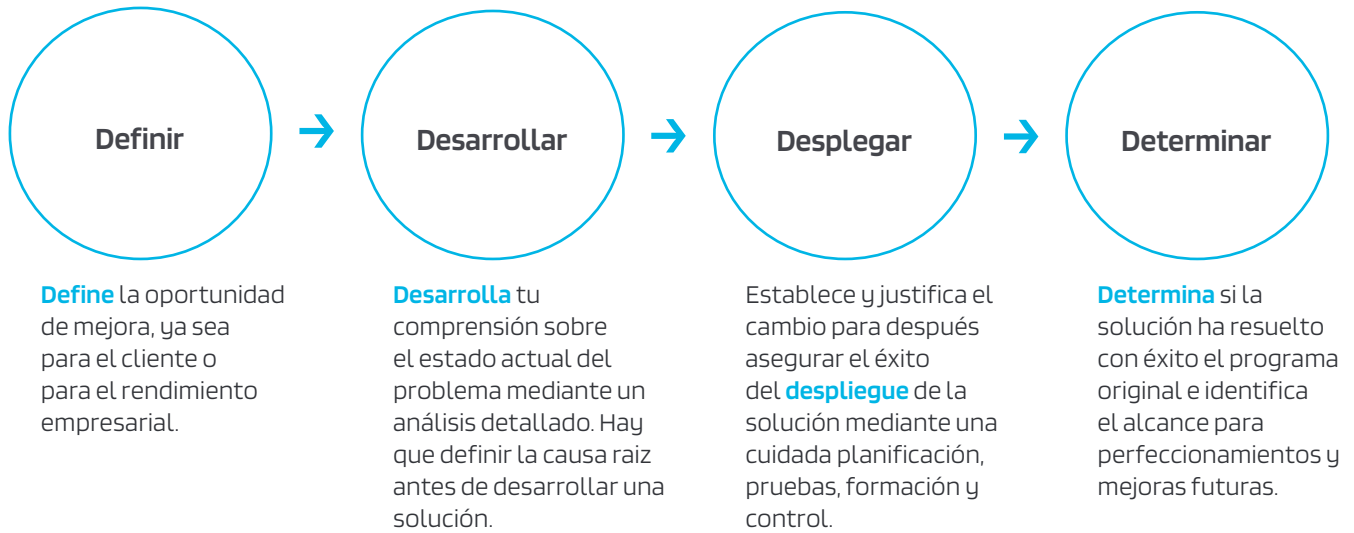 Definir
Desarrollar
Desplegar
Determinar
Define la oportunidad
de mejora, ya sea
para el cliente o
para el rendimiento
empresarial.
Desarrolla tu
comprensión sobre
el estado actual del
problema mediante un
análisis detallado. Hay
que definir la causa raiz
antes de desarrollar una
solución.
Establece y justifica el
cambio para después
asegurar el éxito
del despliegue de la
solución mediante una
cuidada planificación,
pruebas, formación y
control.
Determina si la
solución ha resuelto
con éxito el programa
original e identifica
el alcance para
perfeccionamientos y
mejoras futuras.